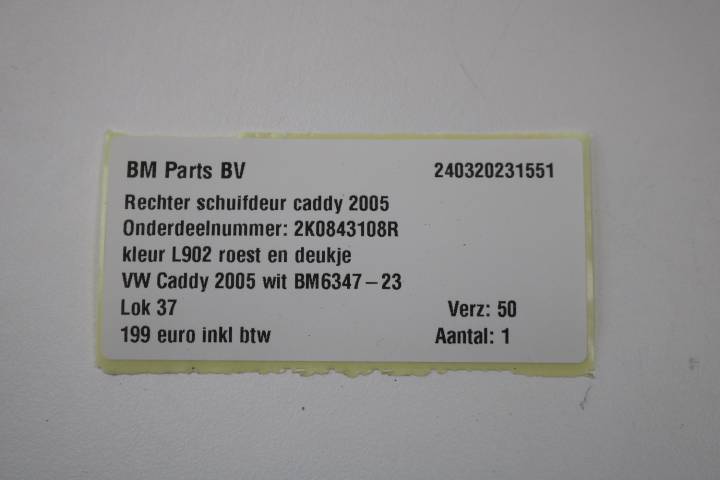 BM Parts BV 240320231551
Rechter schuifdeur caddy 2005
Onderdeelnummer: 2K0843108R
kleur L902 roest en deukje
VW Caddy 2005 wit BM6347-23
Lok 37 Verz: 50
199 euro inkl btw Aantal: 1